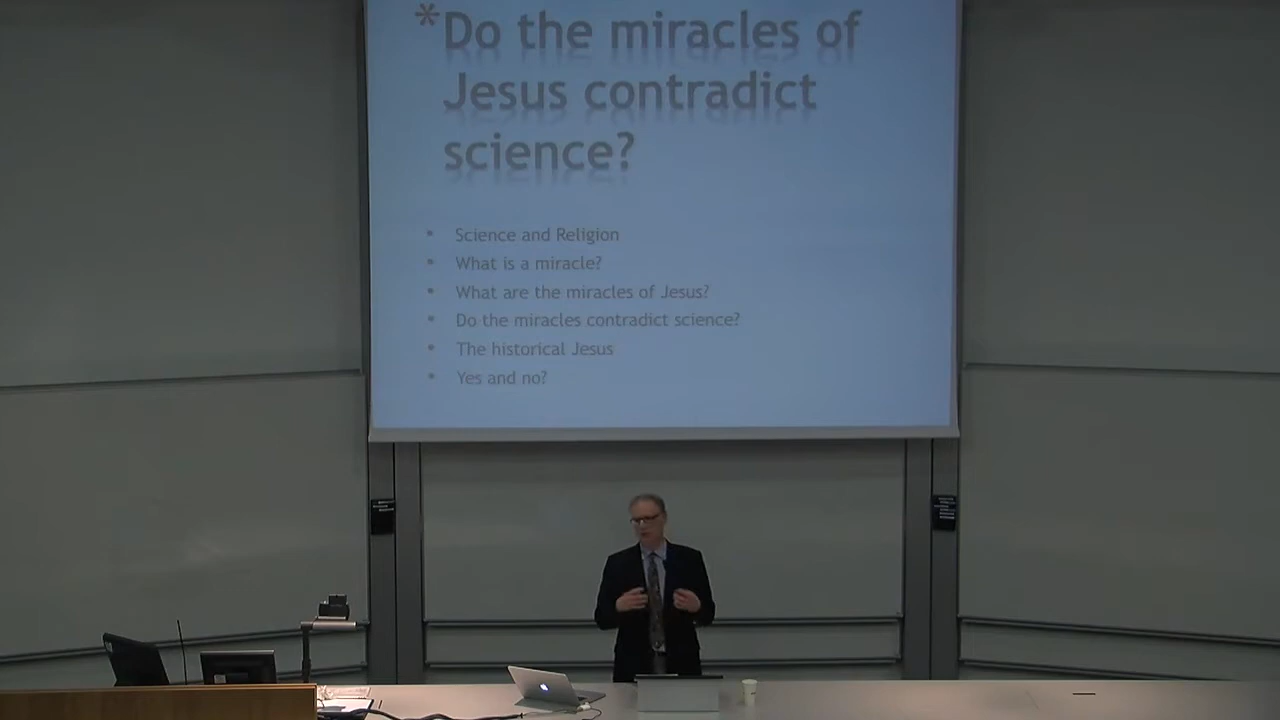 *Do the miracles of
Jesus contradict
science?
• Science and Religion
• What is a miracle?
• What are the miracles of Jesus?
• Do the miracles contradict science?
• The historical Jesus
• Yes and no?